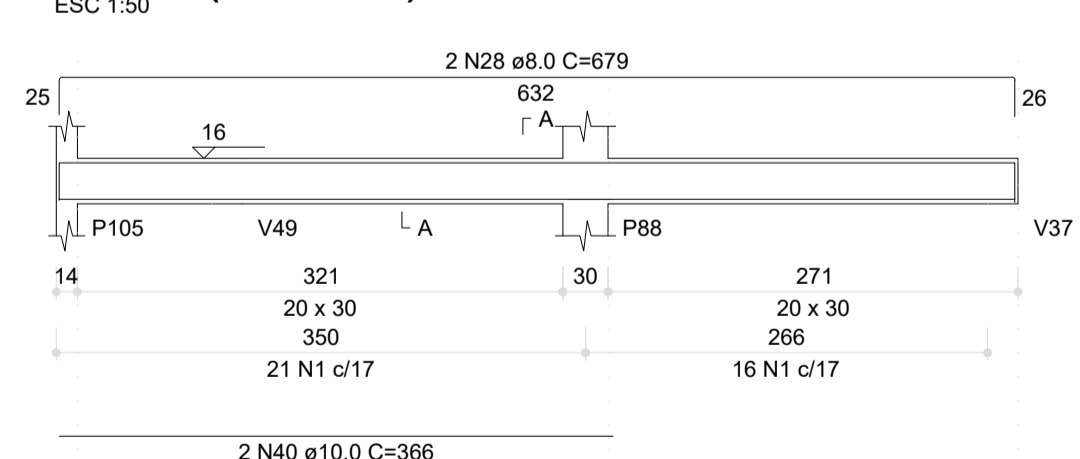 ESC 1:50
2 N28 ø8.0 C=679
25 632 26
A
16
P105 V49 A P88 V37
14 321 30 271
20 x 30 20 x 30
350 266
21 N1 c/17 16 N1 c/17
2 N40 ø10.0 C=366